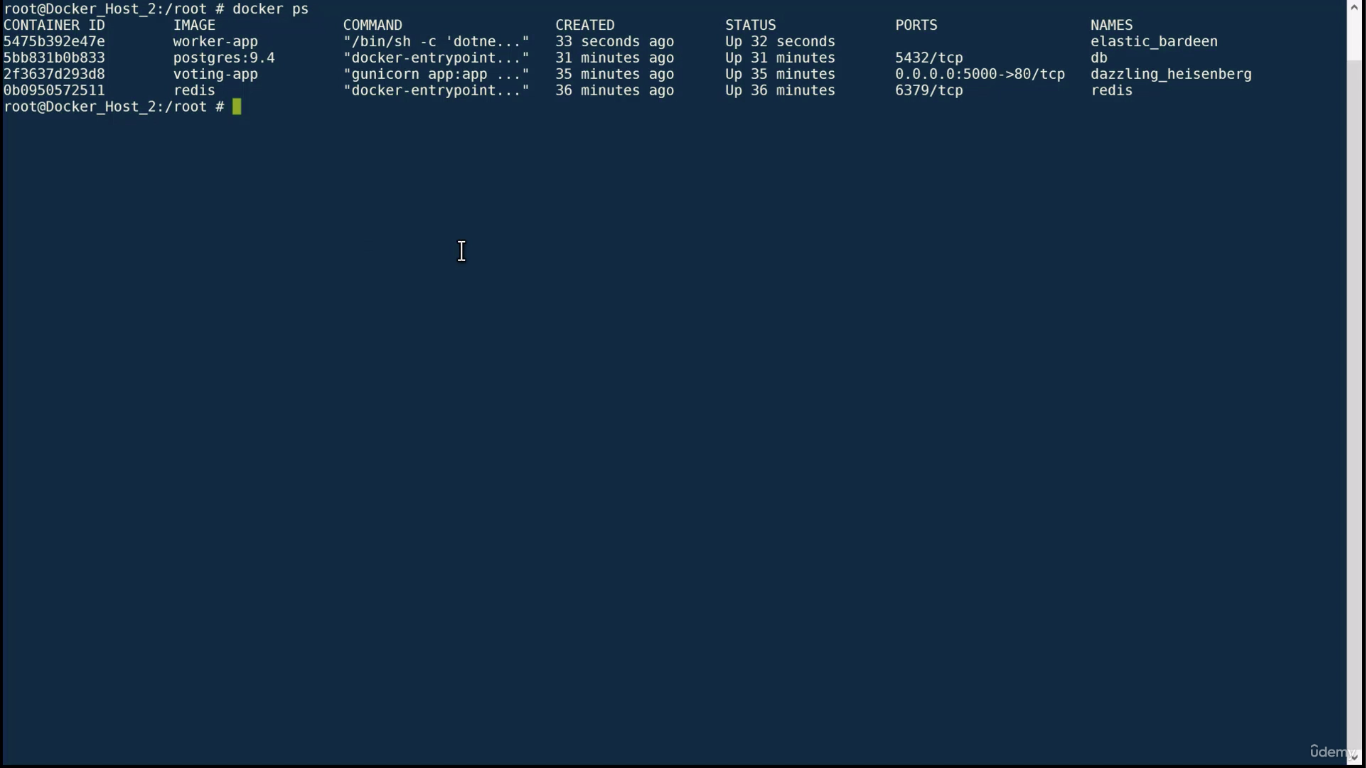 root@Docker_Host_2:/root # docker ps
CONTAINER ID IMAGE COMMAND CREATED STATUS PORTS NAMES
5475b392e47e worker-app "/bin/sh -c 'dotne..." 33 seconds ago Up 32 seconds elastic_bardeen
5bb831b0b833 postgres:9.4 "docker-entrypoint..." 31 minutes ago Up 31 minutes 5432/tcp db
2f3637d293d8 voting-app "gunicorn app:app ..." 35 minutes ago Up 35 minutes 0.0.0.0:5000->80/tcp dazzling_heisenberg
0b0950572511 redis "docker-entrypoint..." 36 minutes ago Up 36 minutes 6379/tcp redis
root@Docker_Host_2:/root #
ûdemy